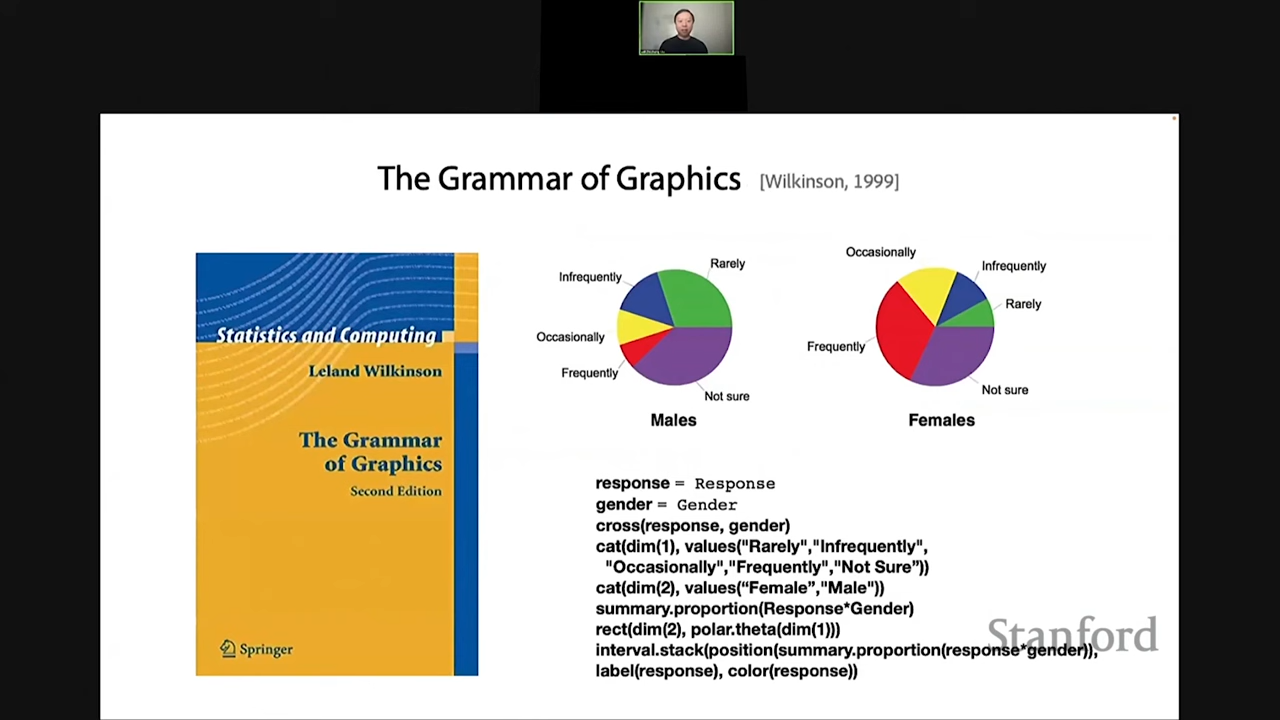 The Grammar of Graphics [Wilkinson, 1999]
Statistics and Computing
Leland Wilkinson
The Grammar
of Graphics
Second Edition
Springer
Rarely
Infrequently
Occasionally
Frequently
Not sure
Males
Occasionally
Infrequently
Rarely
Frequently
Not sure
Females
response = Response
gender = Gender
cross(response, gender)
cat(dim(1), values("Rarely","Infrequently",
"Occasionally","Frequently","Not Sure”))
cat(dim(2), values(“Female”,"Male"))
summary.proportion(Response*Gender)
rect(dim(2), polar.theta(dim(1)))
interval.stack(position(summary.proportion(response*gender)),
label(response), color(response))
Stanford